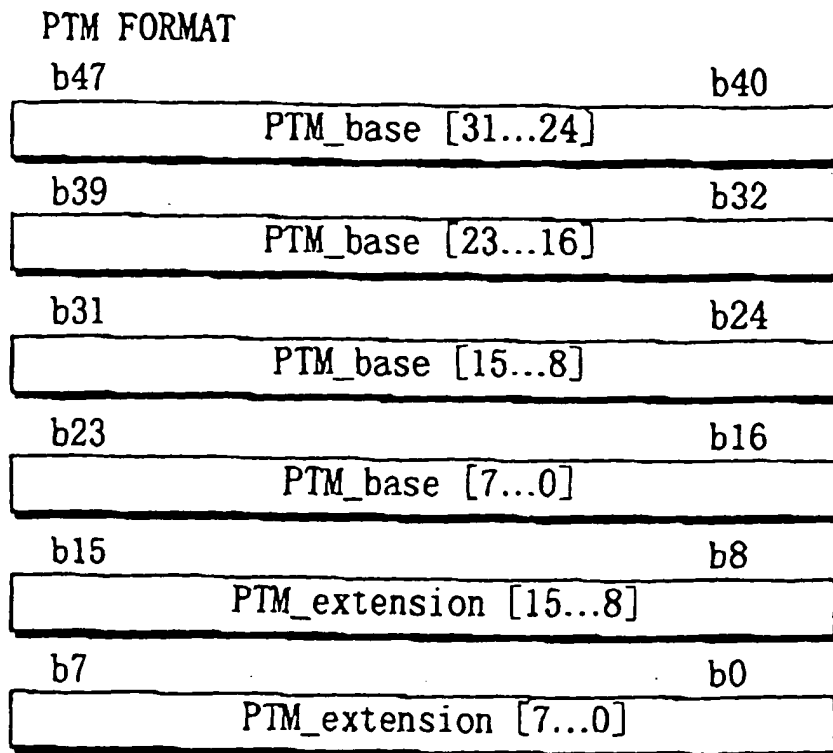 PTM FORMAT
b47 b40
PTM_base [31...24]
b39 b32
PTM_base [23...16]
b31 b24
PTM_base [15...8]
b23 b16
PTM_base [7...0]
b15 b8
PTM_extension [15...8]
b7 b0
PTM_extension [7...0]